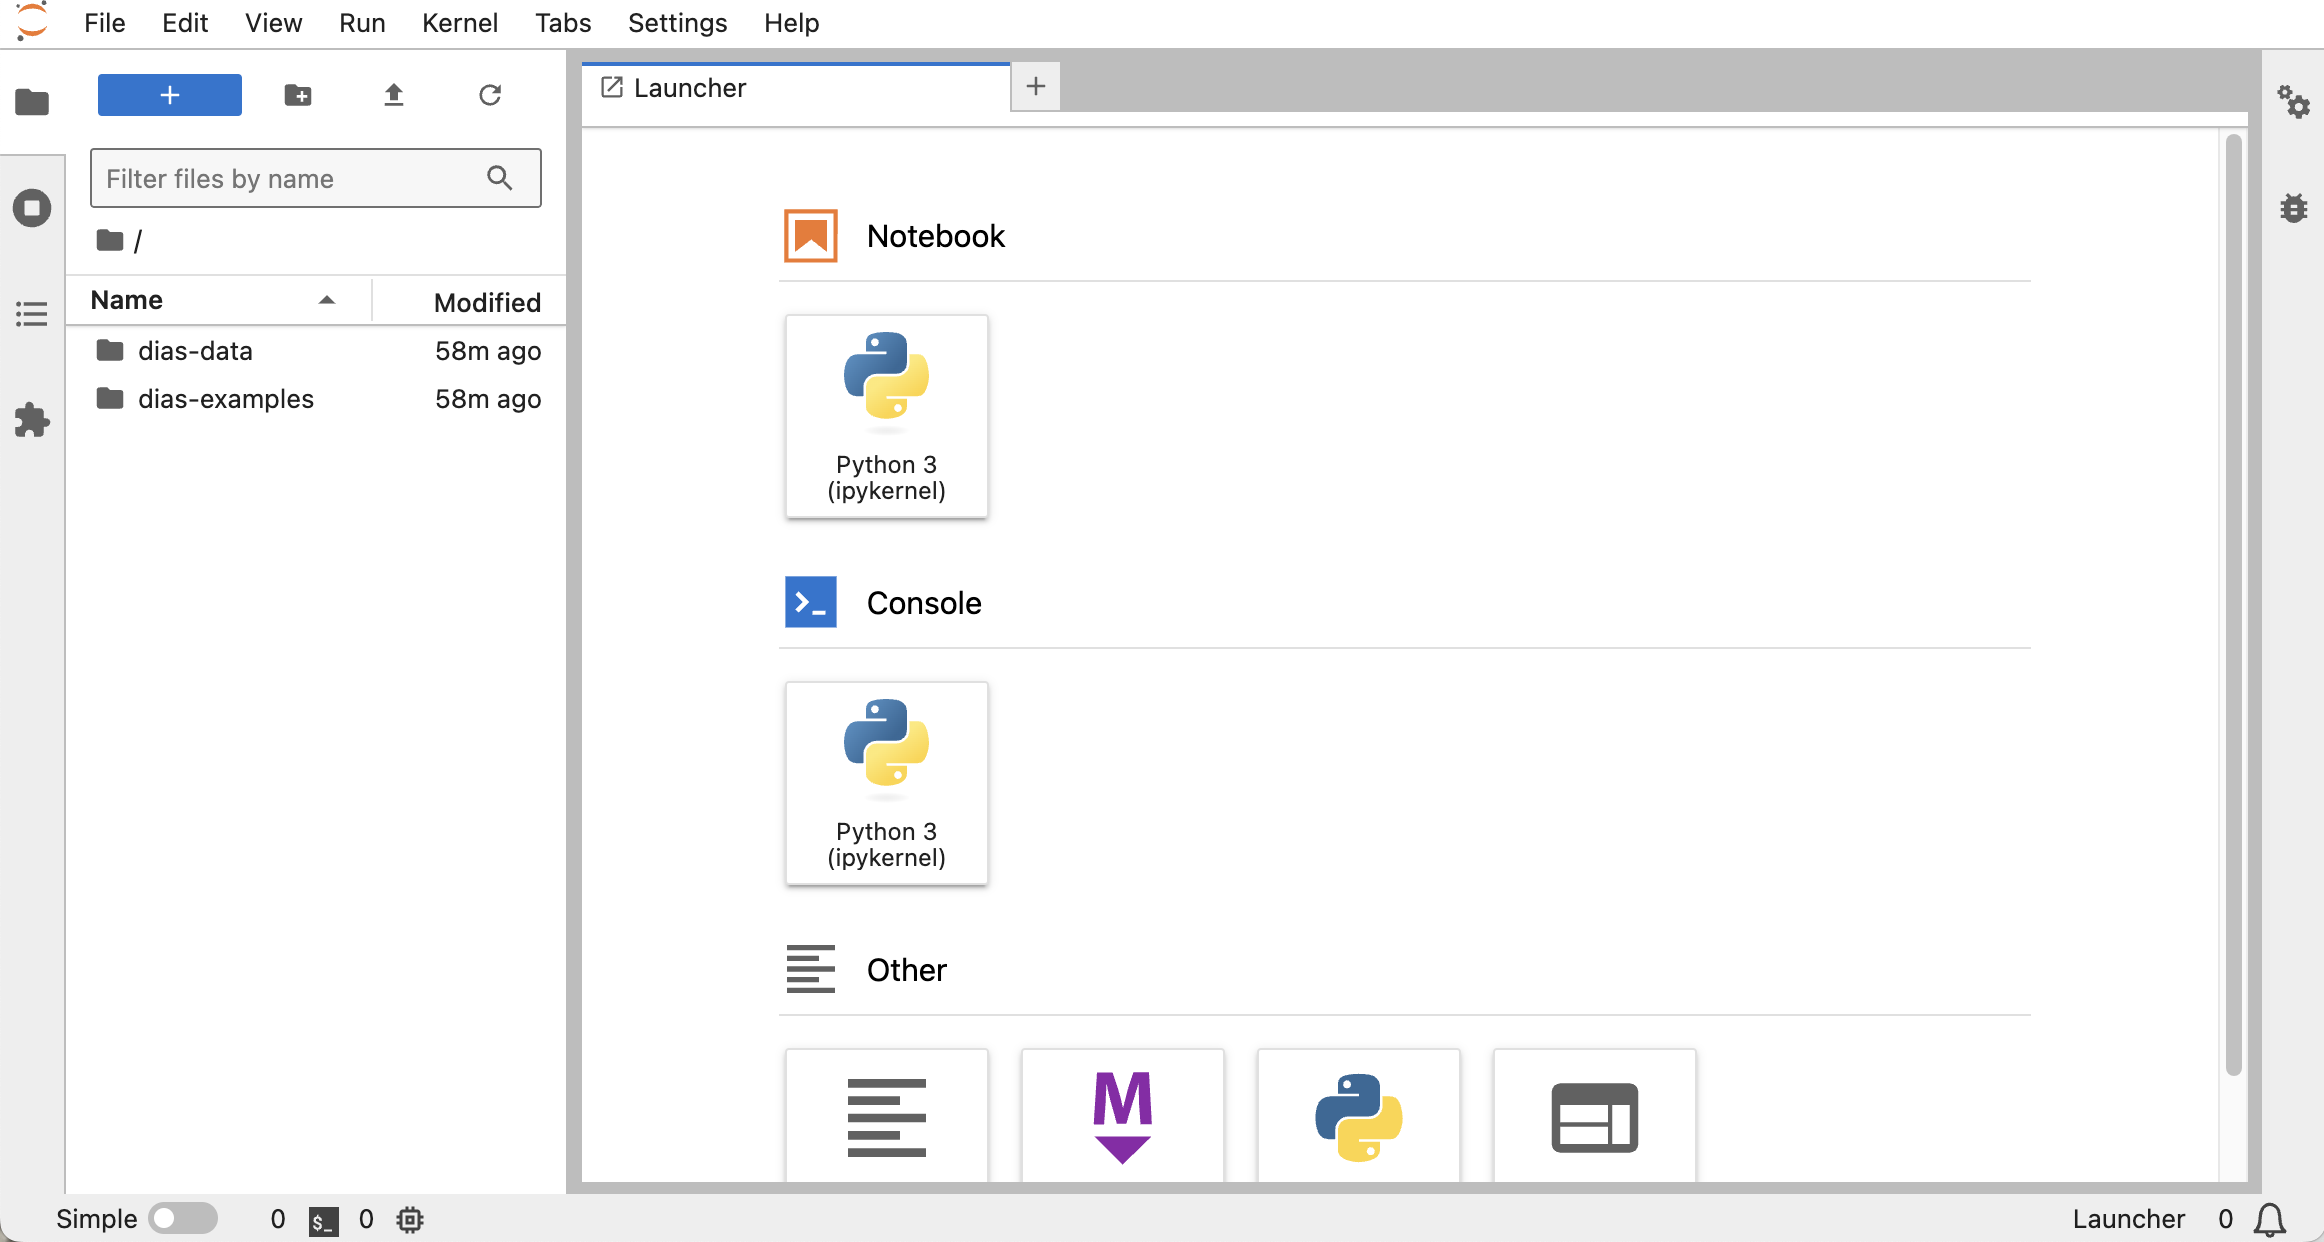 File Edit View Run Kernel Tabs Settings Help
+
Launcher
+
Filter files by name
/
Name Modified
dias-data 58m ago
dias-examples 58m ago
Notebook
Python 3
(ipykernel)
Console
Python 3
(ipykernel)
Other
M
Simple 0 $_ 0 Launcher 0